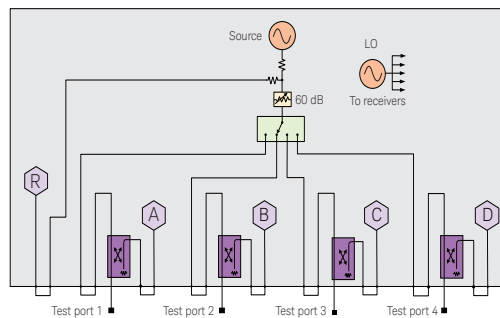 Source
LO
60 dB
To receivers
R
A
B
C
D
Test port 1
Test port 2
Test port 3
Test port 4